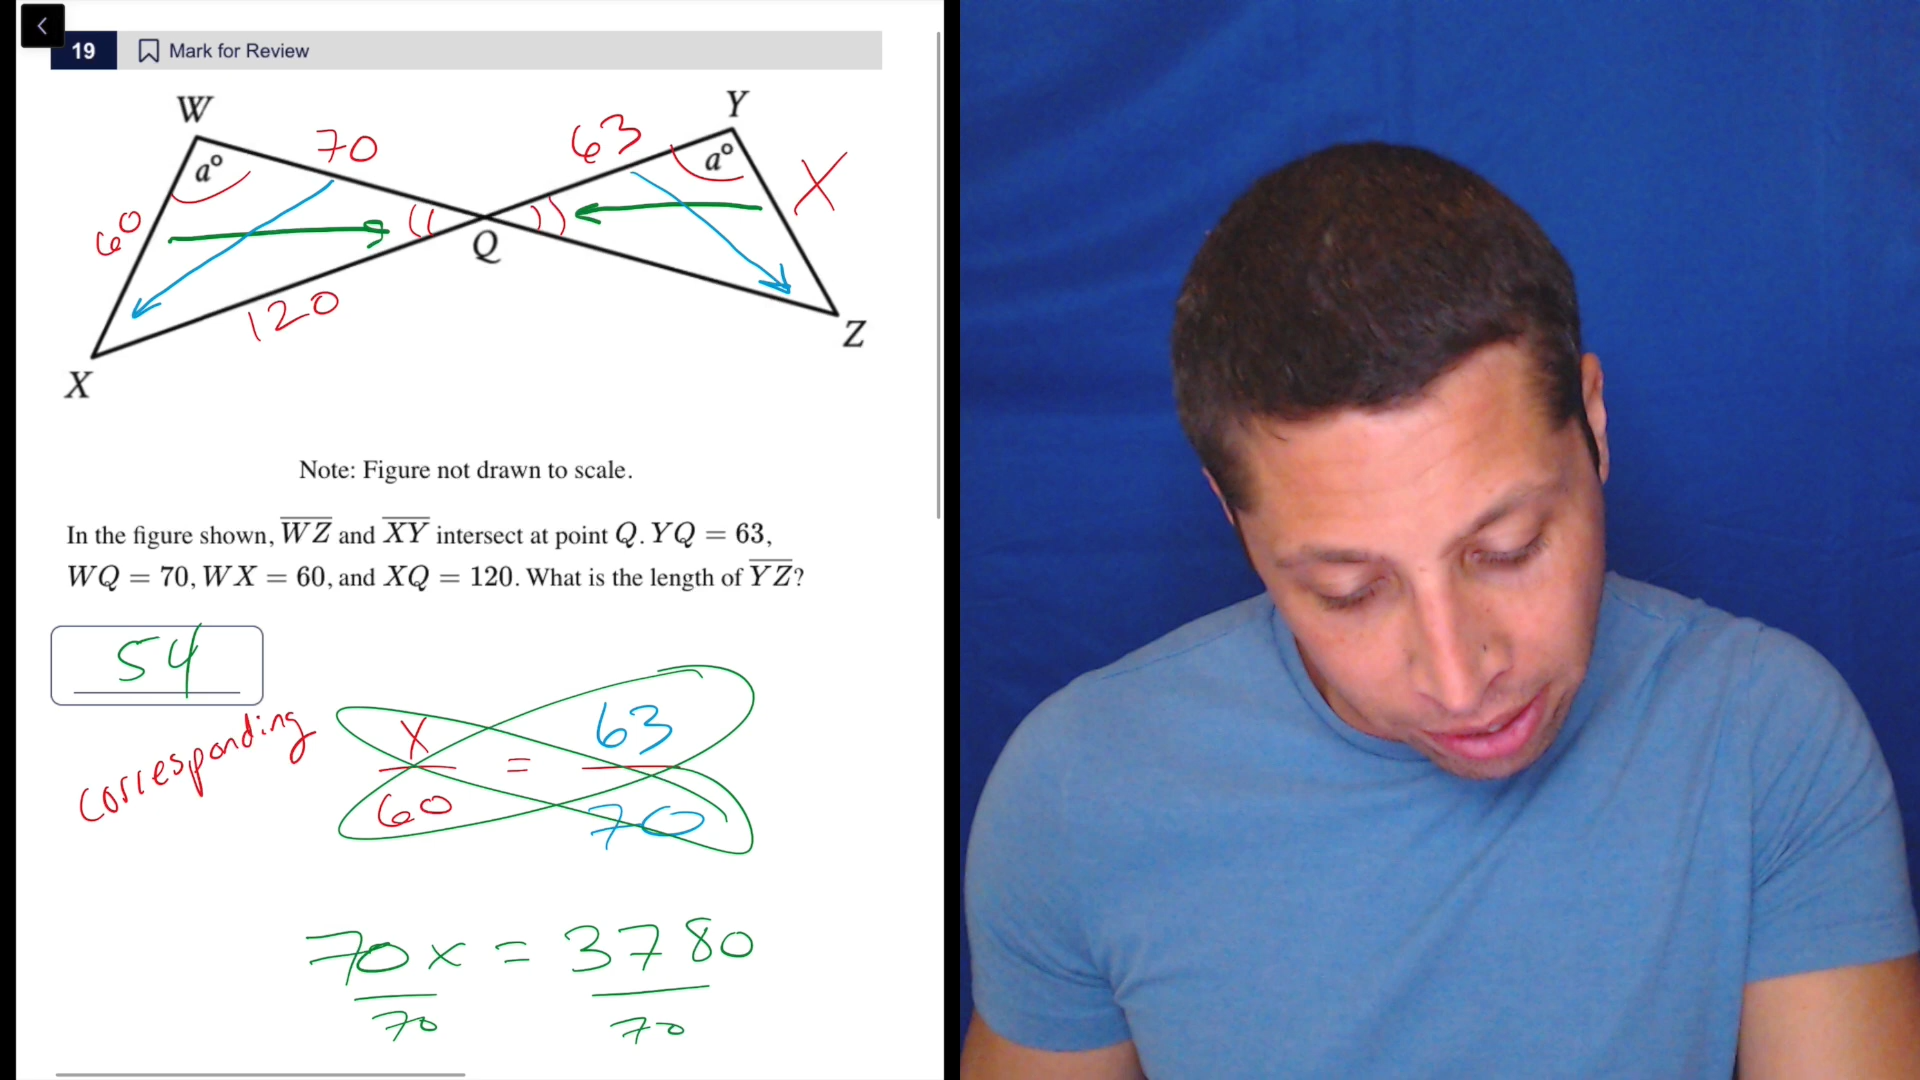 19 Mark for Review
W
Y
70
63
a°
a°
X
60
Q
120
Z
X
Note: Figure not drawn to scale.
In the figure shown, WZ and XY intersect at point Q. YQ = 63,
WQ = 70, WX = 60, and XQ = 120. What is the length of YZ?
54
corresponding
x = 63
60 70
70x = 3780
70 70